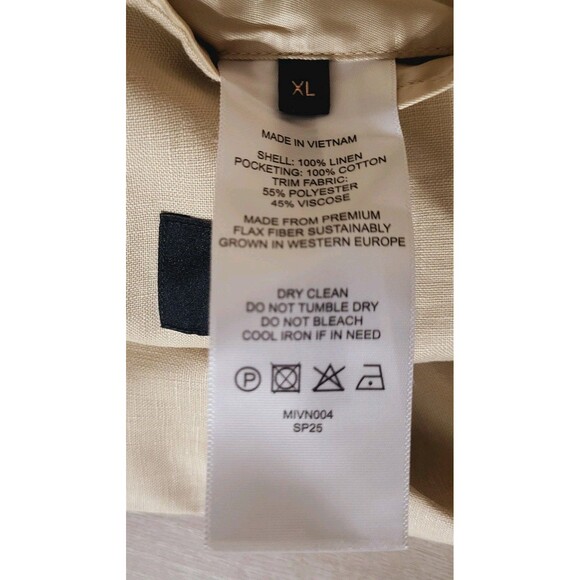 XL
MADE IN VIETNAM
SHELL: 100% LINEN
POCKETING: 100% COTTON
TRIM FABRIC:
55% POLYESTER
45% VISCOSE
MADE FROM PREMIUM
FLAX FIBER SUSTAINABLY
GROWN IN WESTERN EUROPE
DRY CLEAN
DO NOT TUMBLE DRY
DO NOT BLEACH
COOL IRON IF IN NEED
P
MIVN004
SP25